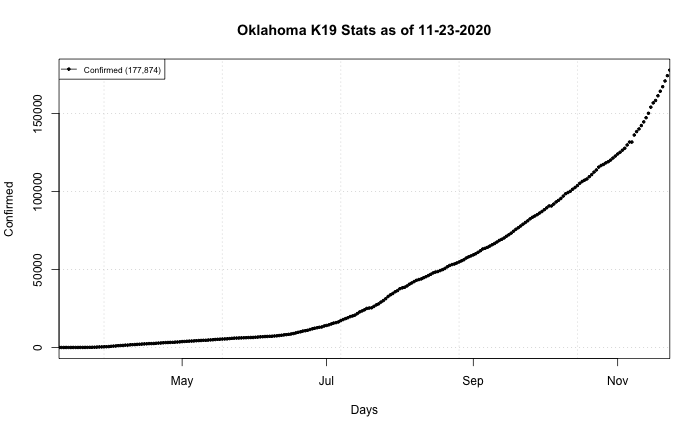 Oklahoma K19 Stats as of 11-23-2020
Confirmed (177,874)
150000
100000
50000
0
Confirmed
May Jul Sep Nov
Days